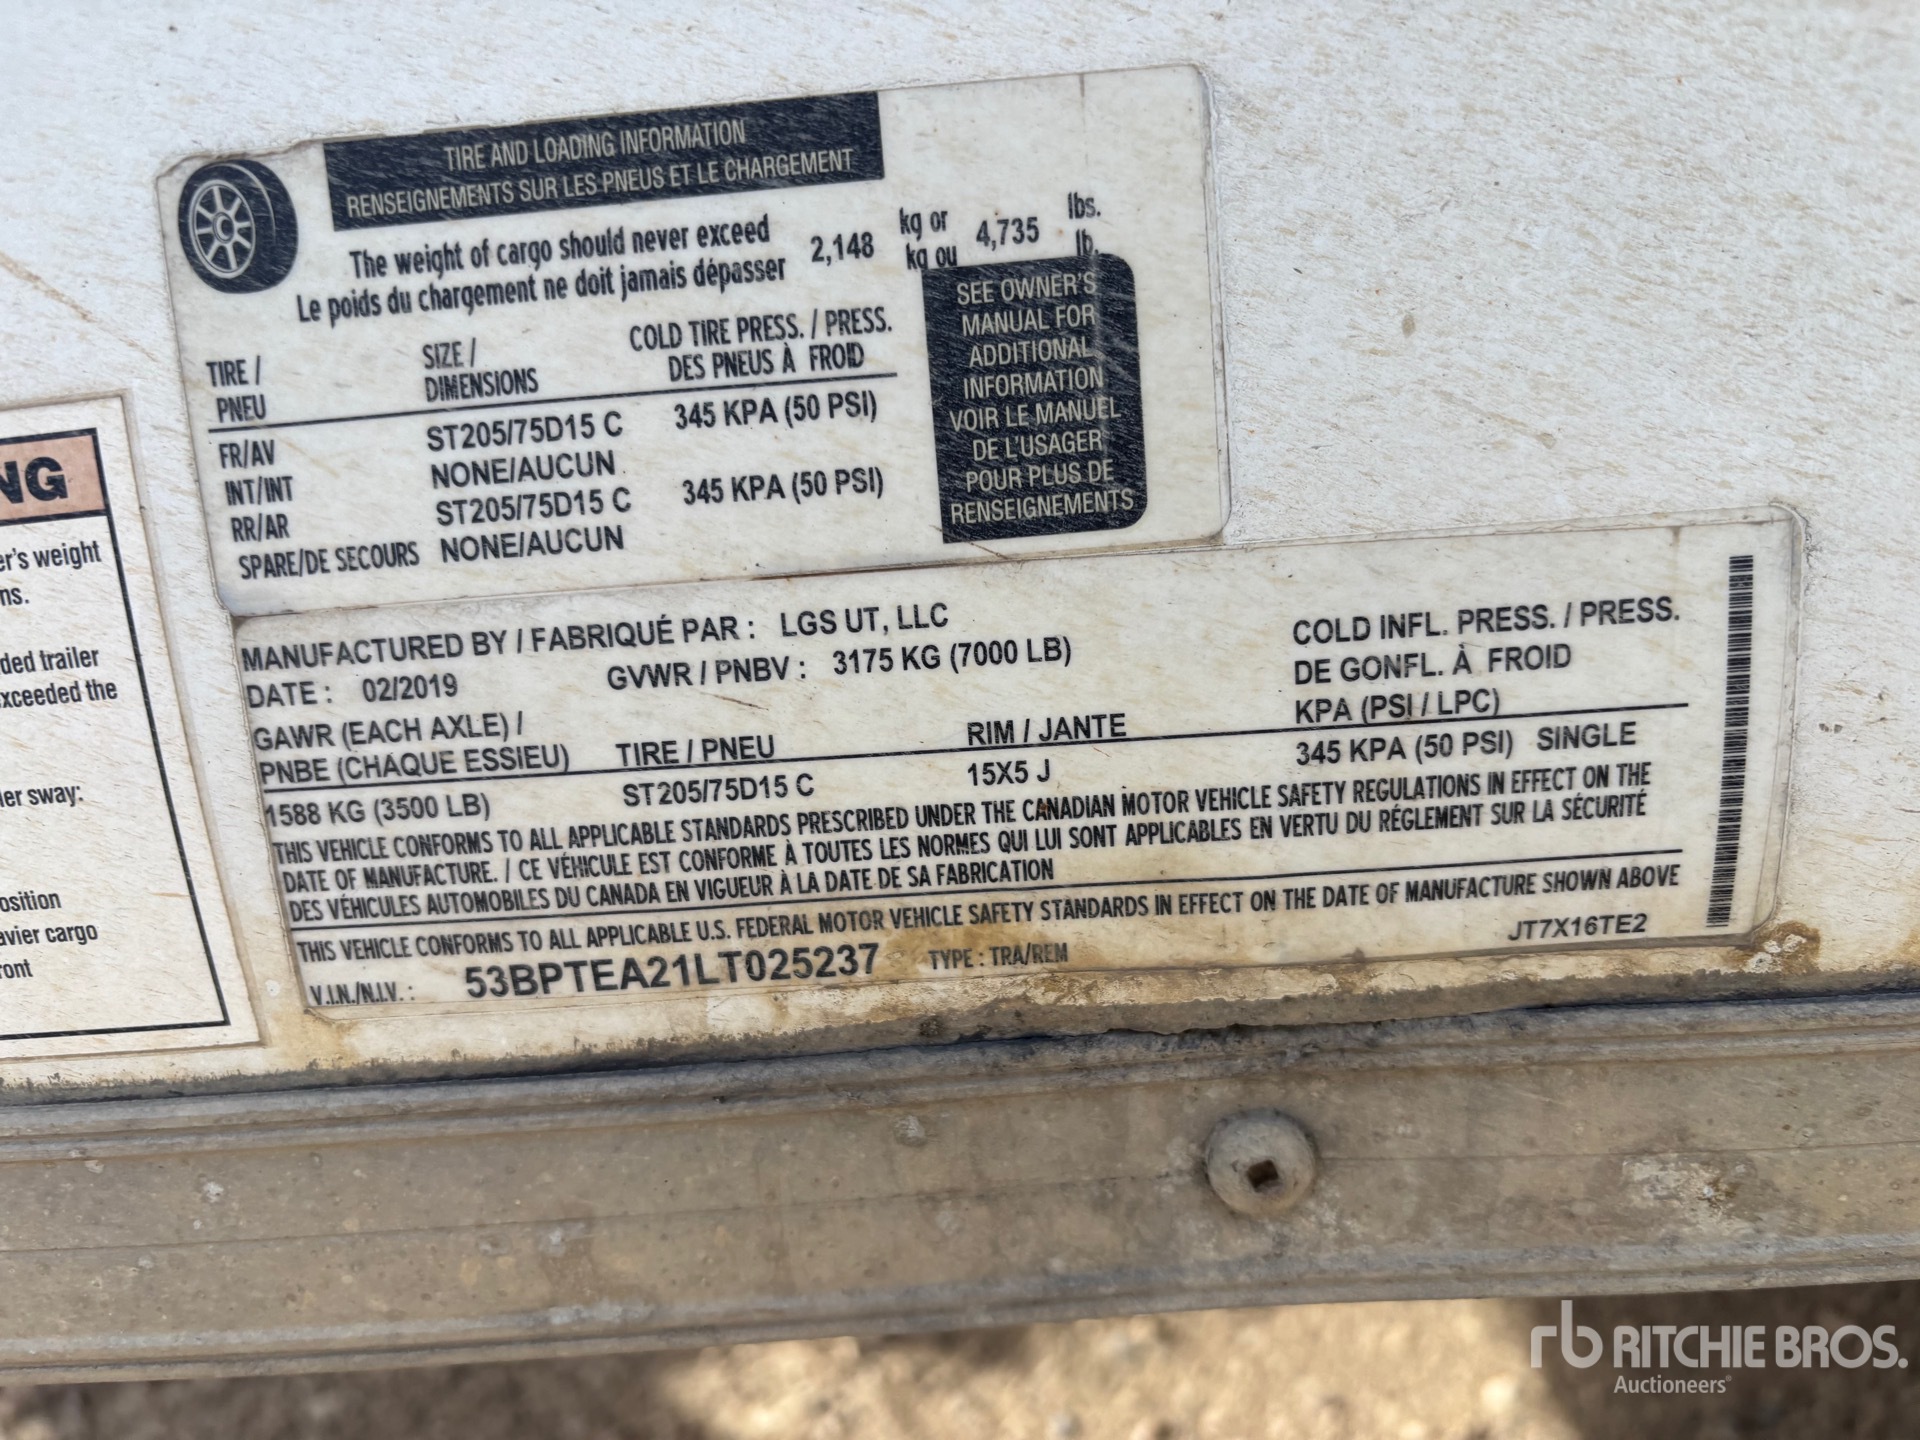 TIRE AND LOADING INFORMATION
RENSEIGNEMENTS SUR LES PNEUS ET LE CHARGEMENT
The weight of cargo should never exceed 2,148 kg or 4,735 lbs.
Le poids du chargement ne doit jamais dépasser kg ou lb.
TIRE / SIZE / COLD TIRE PRESS. / PRESS.
PNEU DIMENSIONS DES PNEUS À FROID
FR/AV ST205/75D15 C 345 KPA (50 PSI)
INT/INT NONE/AUCUN
RR/AR ST205/75D15 C 345 KPA (50 PSI)
SPARE/DE SECOURS NONE/AUCUN
SEE OWNER'S
MANUAL FOR
ADDITIONAL
INFORMATION
VOIR LE MANUEL
DE L'USAGER
POUR PLUS DE
RENSEIGNEMENTS
NG
er's weight
ns.
ded trailer
xceeded the
ler sway:
osition
avier cargo
ront
MANUFACTURED BY / FABRIQUÉ PAR : LGS UT, LLC
DATE : 02/2019 GVWR / PNBV : 3175 KG (7000 LB)
COLD INFL. PRESS. / PRESS.
DE GONFL. À FROID
KPA (PSI / LPC)
GAWR (EACH AXLE) /
PNBE (CHAQUE ESSIEU) TIRE / PNEU RIM / JANTE
1588 KG (3500 LB) ST205/75D15 C 15X5 J 345 KPA (50 PSI) SINGLE
THIS VEHICLE CONFORMS TO ALL APPLICABLE STANDARDS PRESCRIBED UNDER THE CANADIAN MOTOR VEHICLE SAFETY REGULATIONS IN EFFECT ON THE
DATE OF MANUFACTURE. / CE VÉHICULE EST CONFORME À TOUTES LES NORMES QUI LUI SONT APPLICABLES EN VERTU DU RÉGLEMENT SUR LA SÉCURITÉ
DES VÉHICULES AUTOMOBILES DU CANADA EN VIGUEUR À LA DATE DE SA FABRICATION
THIS VEHICLE CONFORMS TO ALL APPLICABLE U.S. FEDERAL MOTOR VEHICLE SAFETY STANDARDS IN EFFECT ON THE DATE OF MANUFACTURE SHOWN ABOVE
V.I.N./N.I.V. : 53BPTEA21LT025237 TYPE : TRA/REM JT7X16TE2
rb RITCHIE BROS.
Auctioneers